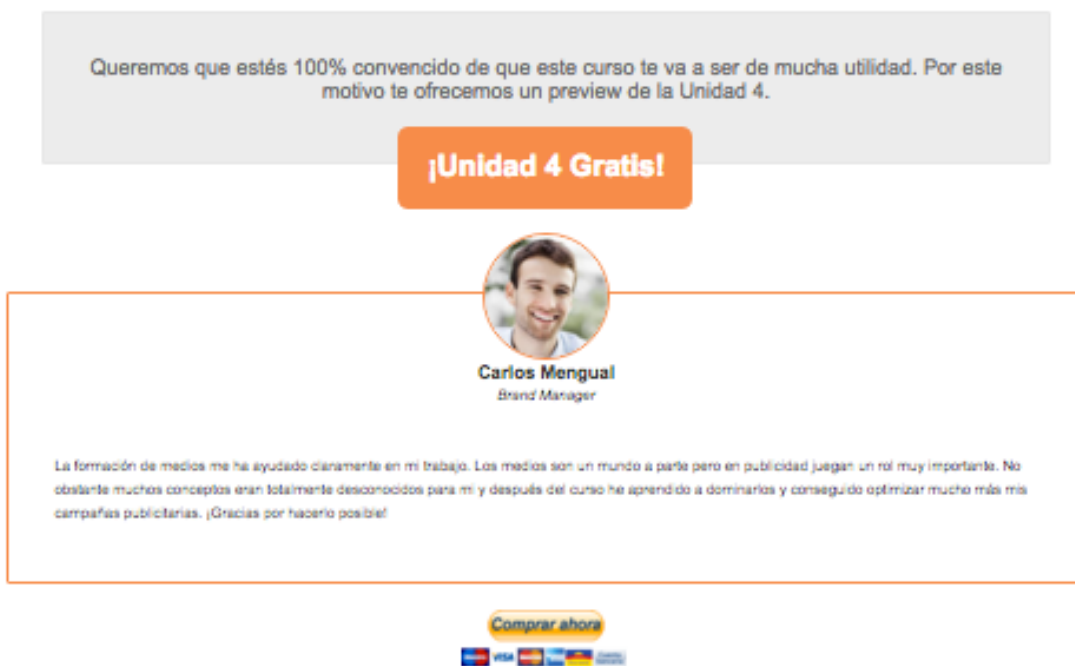 Queremos que estés 100% convencido de que este curso te va a ser de mucha utilidad. Por este
motivo te ofrecemos un preview de la Unidad 4.
¡Unidad 4 Gratis!
Carlos Mengual
Brand Manager
La formación de medios me ha ayudado claramente en mi trabajo. Los medios son un mundo a parte pero en publicidad juegan un rol muy importante. No
obstante muchos conceptos eran totalmente desconocidos para mi y después del curso he aprendido a dominarlos y conseguido optimizar mucho más mis
campañas publicitarias. ¡Gracias por hacerlo posible!
Comprar ahora
VISA